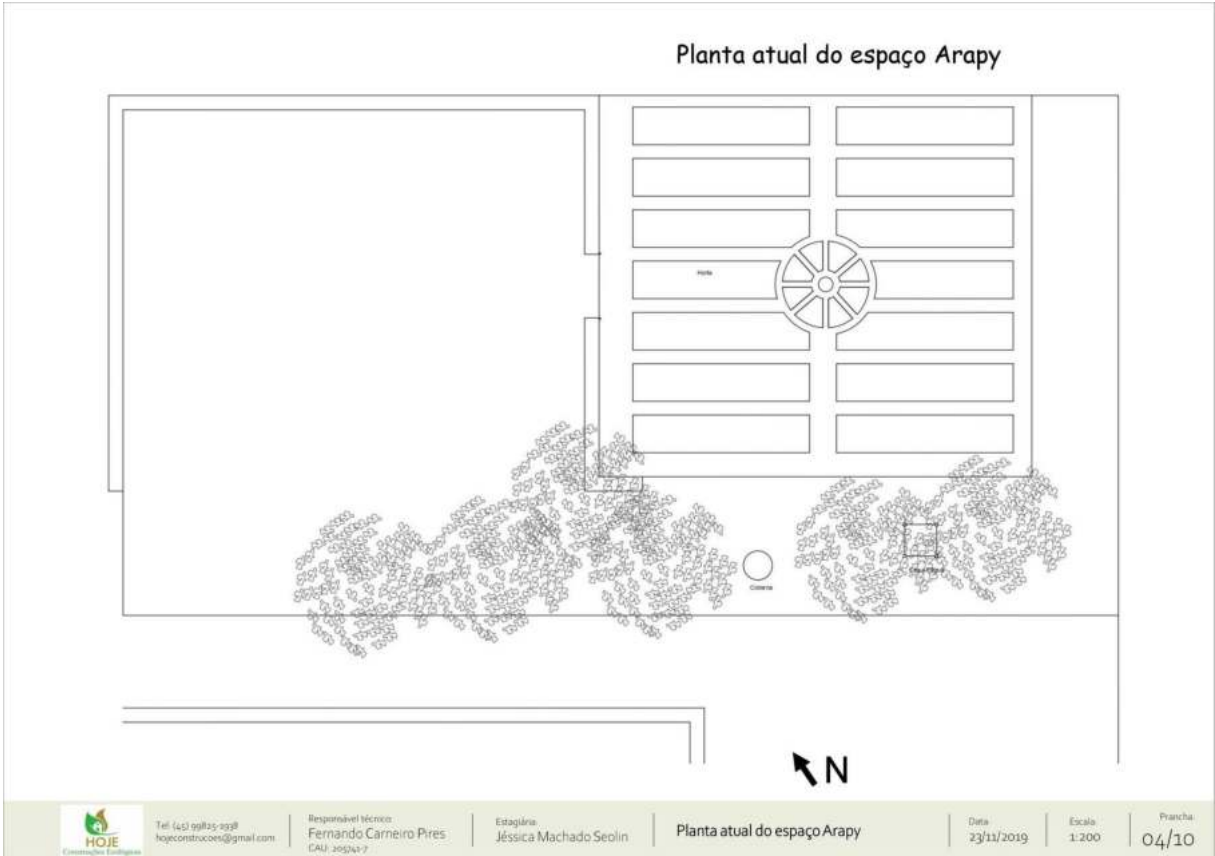 Planta atual do espaço Arapy
Horta
Cisterna
N
HOJE
Construções Ecológicas
Tel: (45) 99825-2938
hojeconstrucoes@gmail.com
Responsável técnico:
Fernando Carneiro Pires
CAU: 205741-7
Estagiária:
Jéssica Machado Seolin
Planta atual do espaço Arapy
Data
23/11/2019
Escala:
1:200
Prancha:
04/10